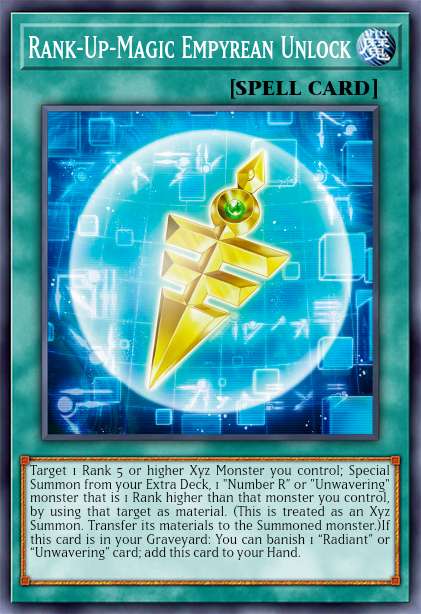 Rank-Up-Magic Empyrean Unlock
魔
[SPELL CARD]
Target 1 Rank 5 or higher Xyz Monster you control; Special
Summon from your Extra Deck, 1 "Number R" or "Unwavering"
monster that is 1 Rank higher than that monster you control,
by using that target as material. (This is treated as an Xyz
Summon. Transfer its materials to the Summoned monster.)If
this card is in your Graveyard: You can banish 1 “Radiant” or
“Unwavering” card; add this card to your Hand.